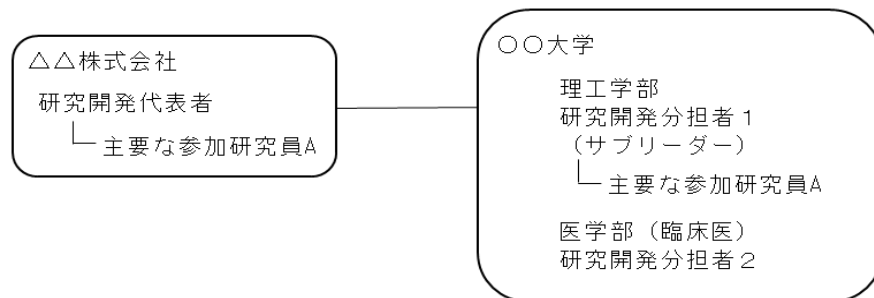 △△株式会社
研究開発代表者
主要な参加研究員A
○○大学
理工学部
研究開発分担者1
(サブリーダー)
主要な参加研究員A
医学部(臨床医)
研究開発分担者2